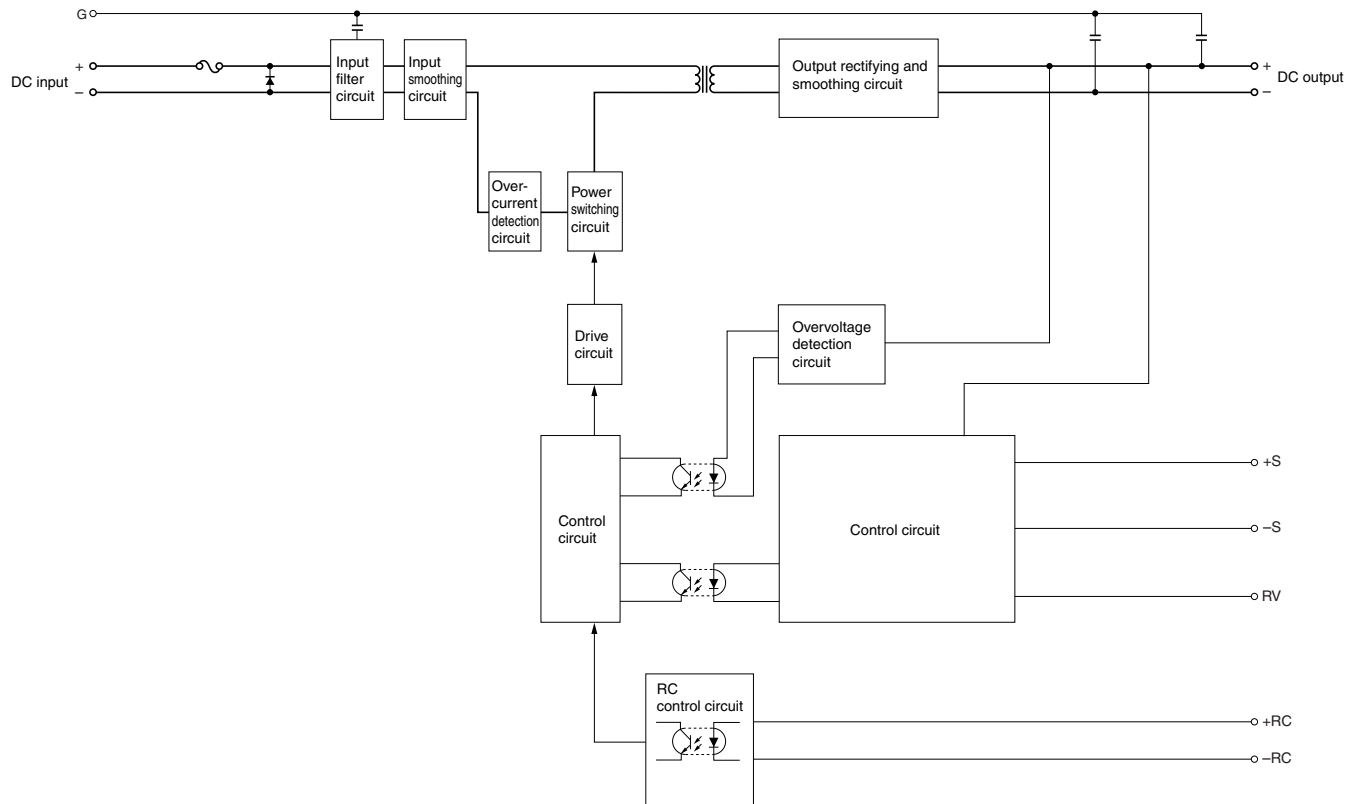 G
+
DC input
–
Input
filter
circuit
Input
smoothing
circuit
Output rectifying and
smoothing circuit
+
DC output
–
Over-
current
detection
circuit
Power
switching
circuit
Drive
circuit
Overvoltage
detection
circuit
Control
circuit
Control circuit
+S
–S
RV
RC
control circuit
+RC
–RC